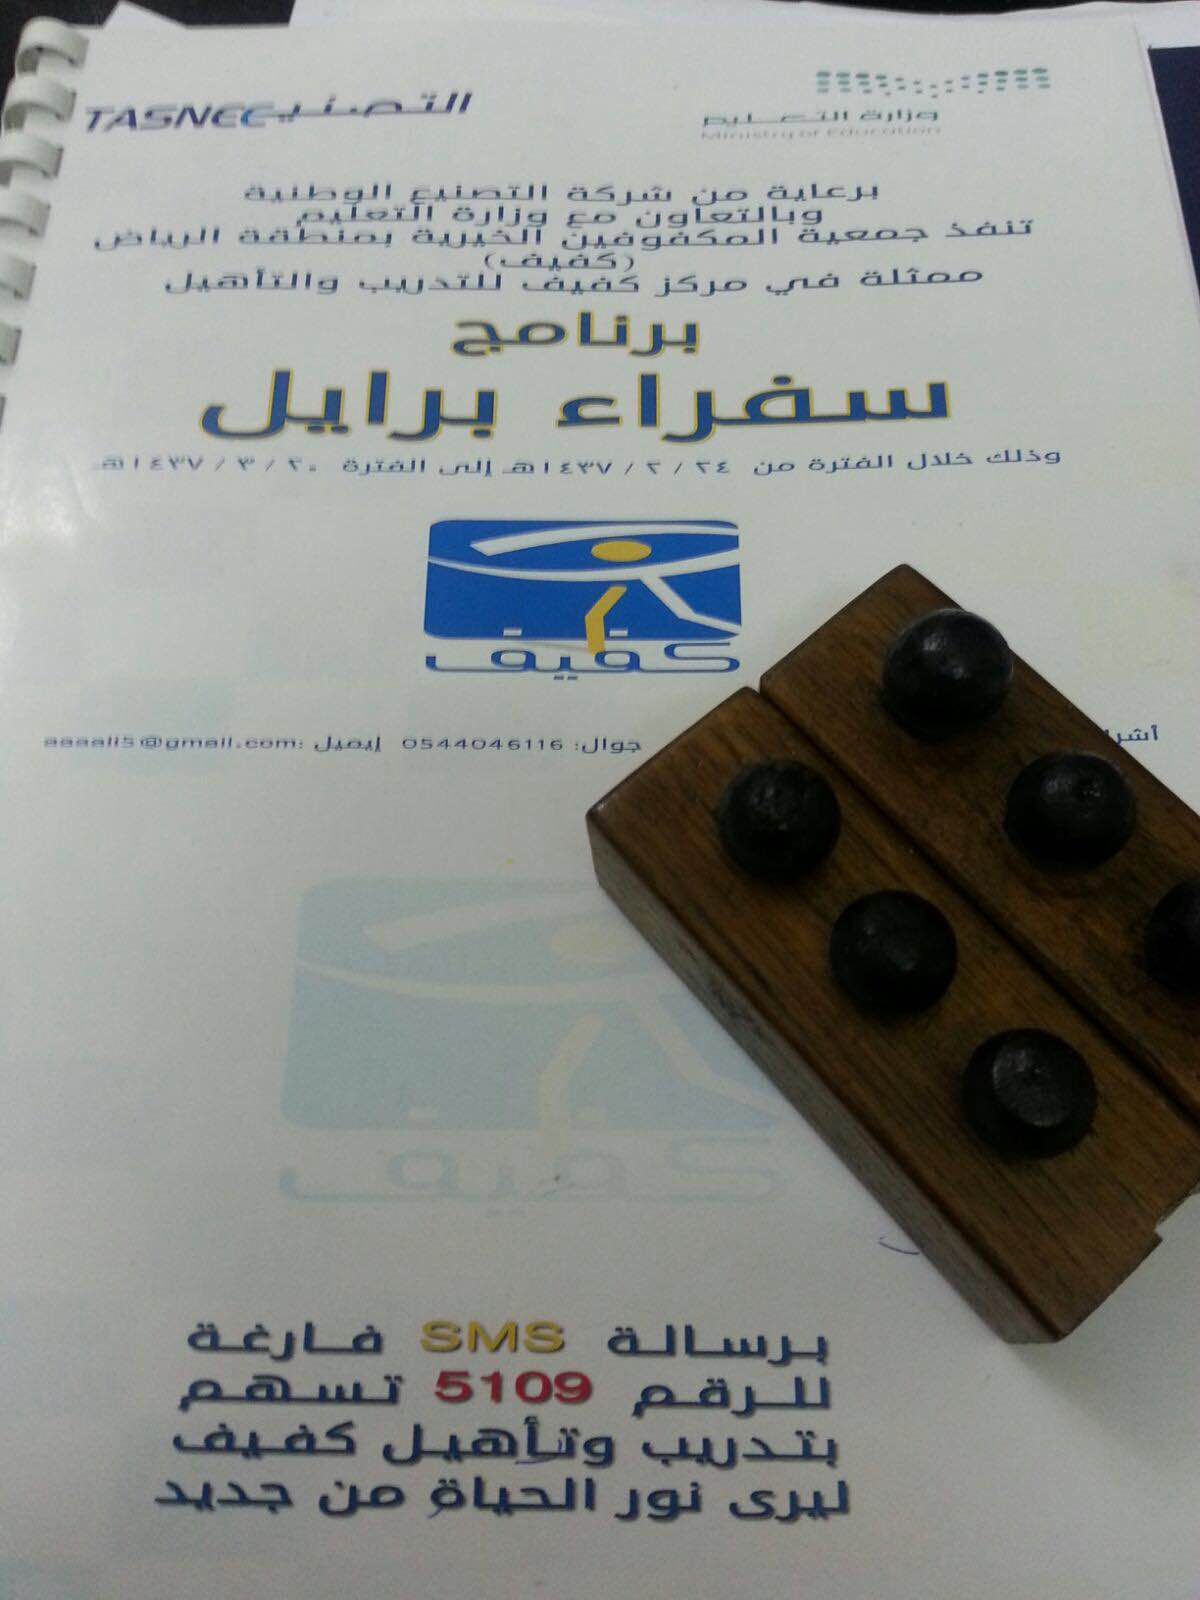 التصنيع TASNEE
وزارة التعليم
Ministry of Education
برعاية من شركة التصنيع الوطنية
وبالتعاون مع وزارة التعليم
تنفذ جمعية المكفوفين الخيرية بمنطقة الرياض
(كفيف)
ممثلة في مركز كفيف للتدريب والتأهيل
برنامج
سفراء برايل
وذلك خلال الفترة من ٢٤ / ٢ / ١٤٣٧هـ إلى الفترة ٢٠ / ٣ / ١٤٣٧هـ
كفيف
جوال: 0544046116 إيميل: aaaali5@gmail.com
كفيف
برسالة SMS فارغة
للرقم 5109 تسهم
بتدريب وتأهيل كفيف
ليرى نور الحياة من جديد